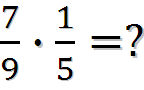 7/9 · 1/5 = ?